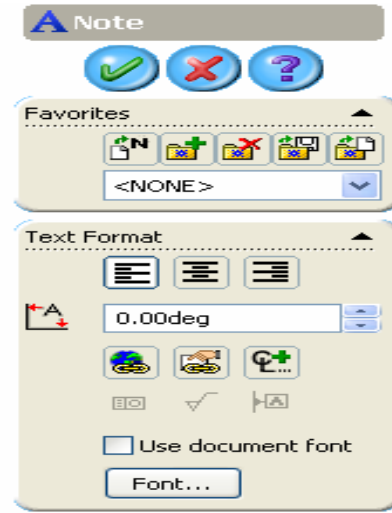 Note
Favorites
<NONE>
Text Format
0.00deg
Use document font
Font...